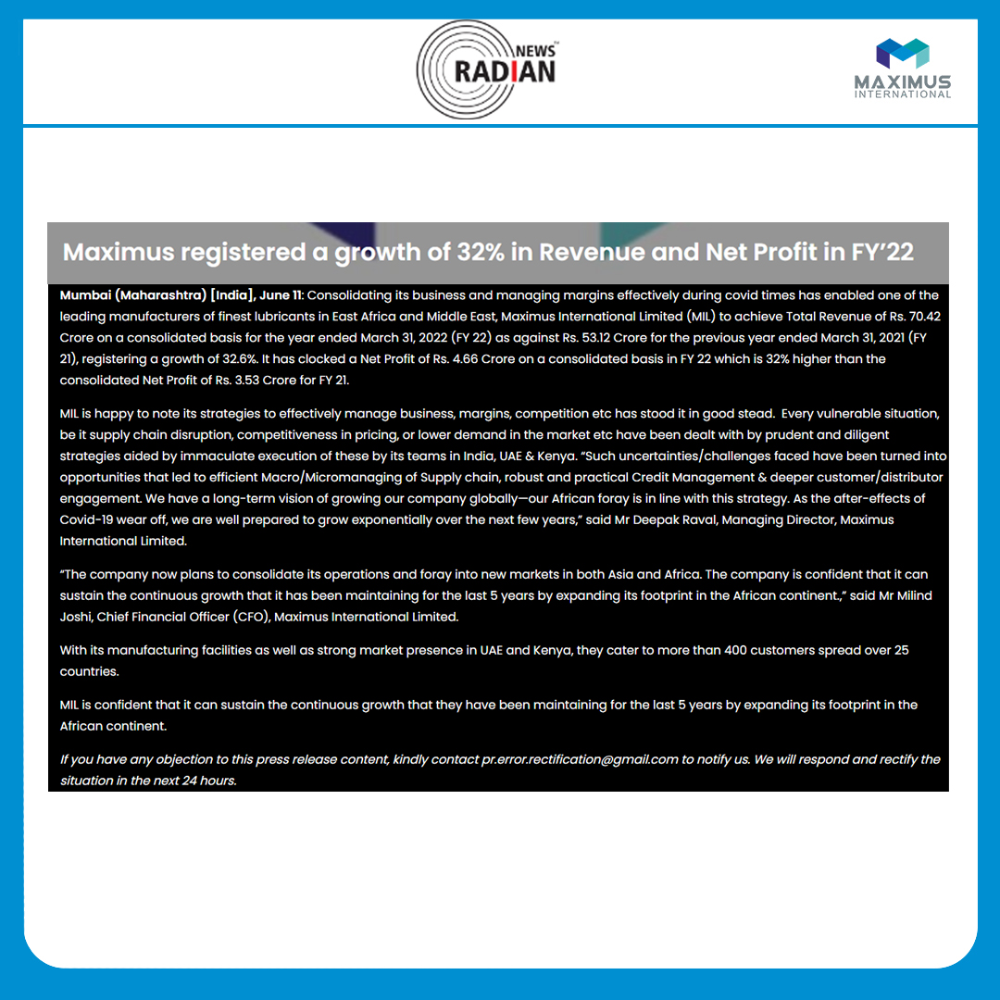 NEWS
RADIAN
MAXIMUS
INTERNATIONAL
Maximus registered a growth of 32% in Revenue and Net Profit in FY’22
Mumbai (Maharashtra) [India], June 11: Consolidating its business and managing margins effectively during covid times has enabled one of the
leading manufacturers of finest lubricants in East Africa and Middle East, Maximus International Limited (MIL) to achieve Total Revenue of Rs. 70.42
Crore on a consolidated basis for the year ended March 31, 2022 (FY 22) as against Rs. 53.12 Crore for the previous year ended March 31, 2021 (FY
21), registering a growth of 32.6%. It has clocked a Net Profit of Rs. 4.66 Crore on a consolidated basis in FY 22 which is 32% higher than the
consolidated Net Profit of Rs. 3.53 Crore for FY 21.
MIL is happy to note its strategies to effectively manage business, margins, competition etc has stood it in good stead.  Every vulnerable situation,
be it supply chain disruption, competitiveness in pricing, or lower demand in the market etc have been dealt with by prudent and diligent
strategies aided by immaculate execution of these by its teams in India, UAE & Kenya. “Such uncertainties/challenges faced have been turned into
opportunities that led to efficient Macro/Micromanaging of Supply chain, robust and practical Credit Management & deeper customer/distributor
engagement. We have a long-term vision of growing our company globally—our African foray is in line with this strategy. As the after-effects of
Covid-19 wear off, we are well prepared to grow exponentially over the next few years,” said Mr Deepak Raval, Managing Director, Maximus
International Limited.
“The company now plans to consolidate its operations and foray into new markets in both Asia and Africa. The company is confident that it can
sustain the continuous growth that it has been maintaining for the last 5 years by expanding its footprint in the African continent.,” said Mr Milind
Joshi, Chief Financial Officer (CFO), Maximus International Limited.
With its manufacturing facilities as well as strong market presence in UAE and Kenya, they cater to more than 400 customers spread over 25
countries.
MIL is confident that it can sustain the continuous growth that they have been maintaining for the last 5 years by expanding its footprint in the
African continent.
If you have any objection to this press release content, kindly contact pr.error.rectification@gmail.com to notify us. We will respond and rectify the
situation in the next 24 hours.